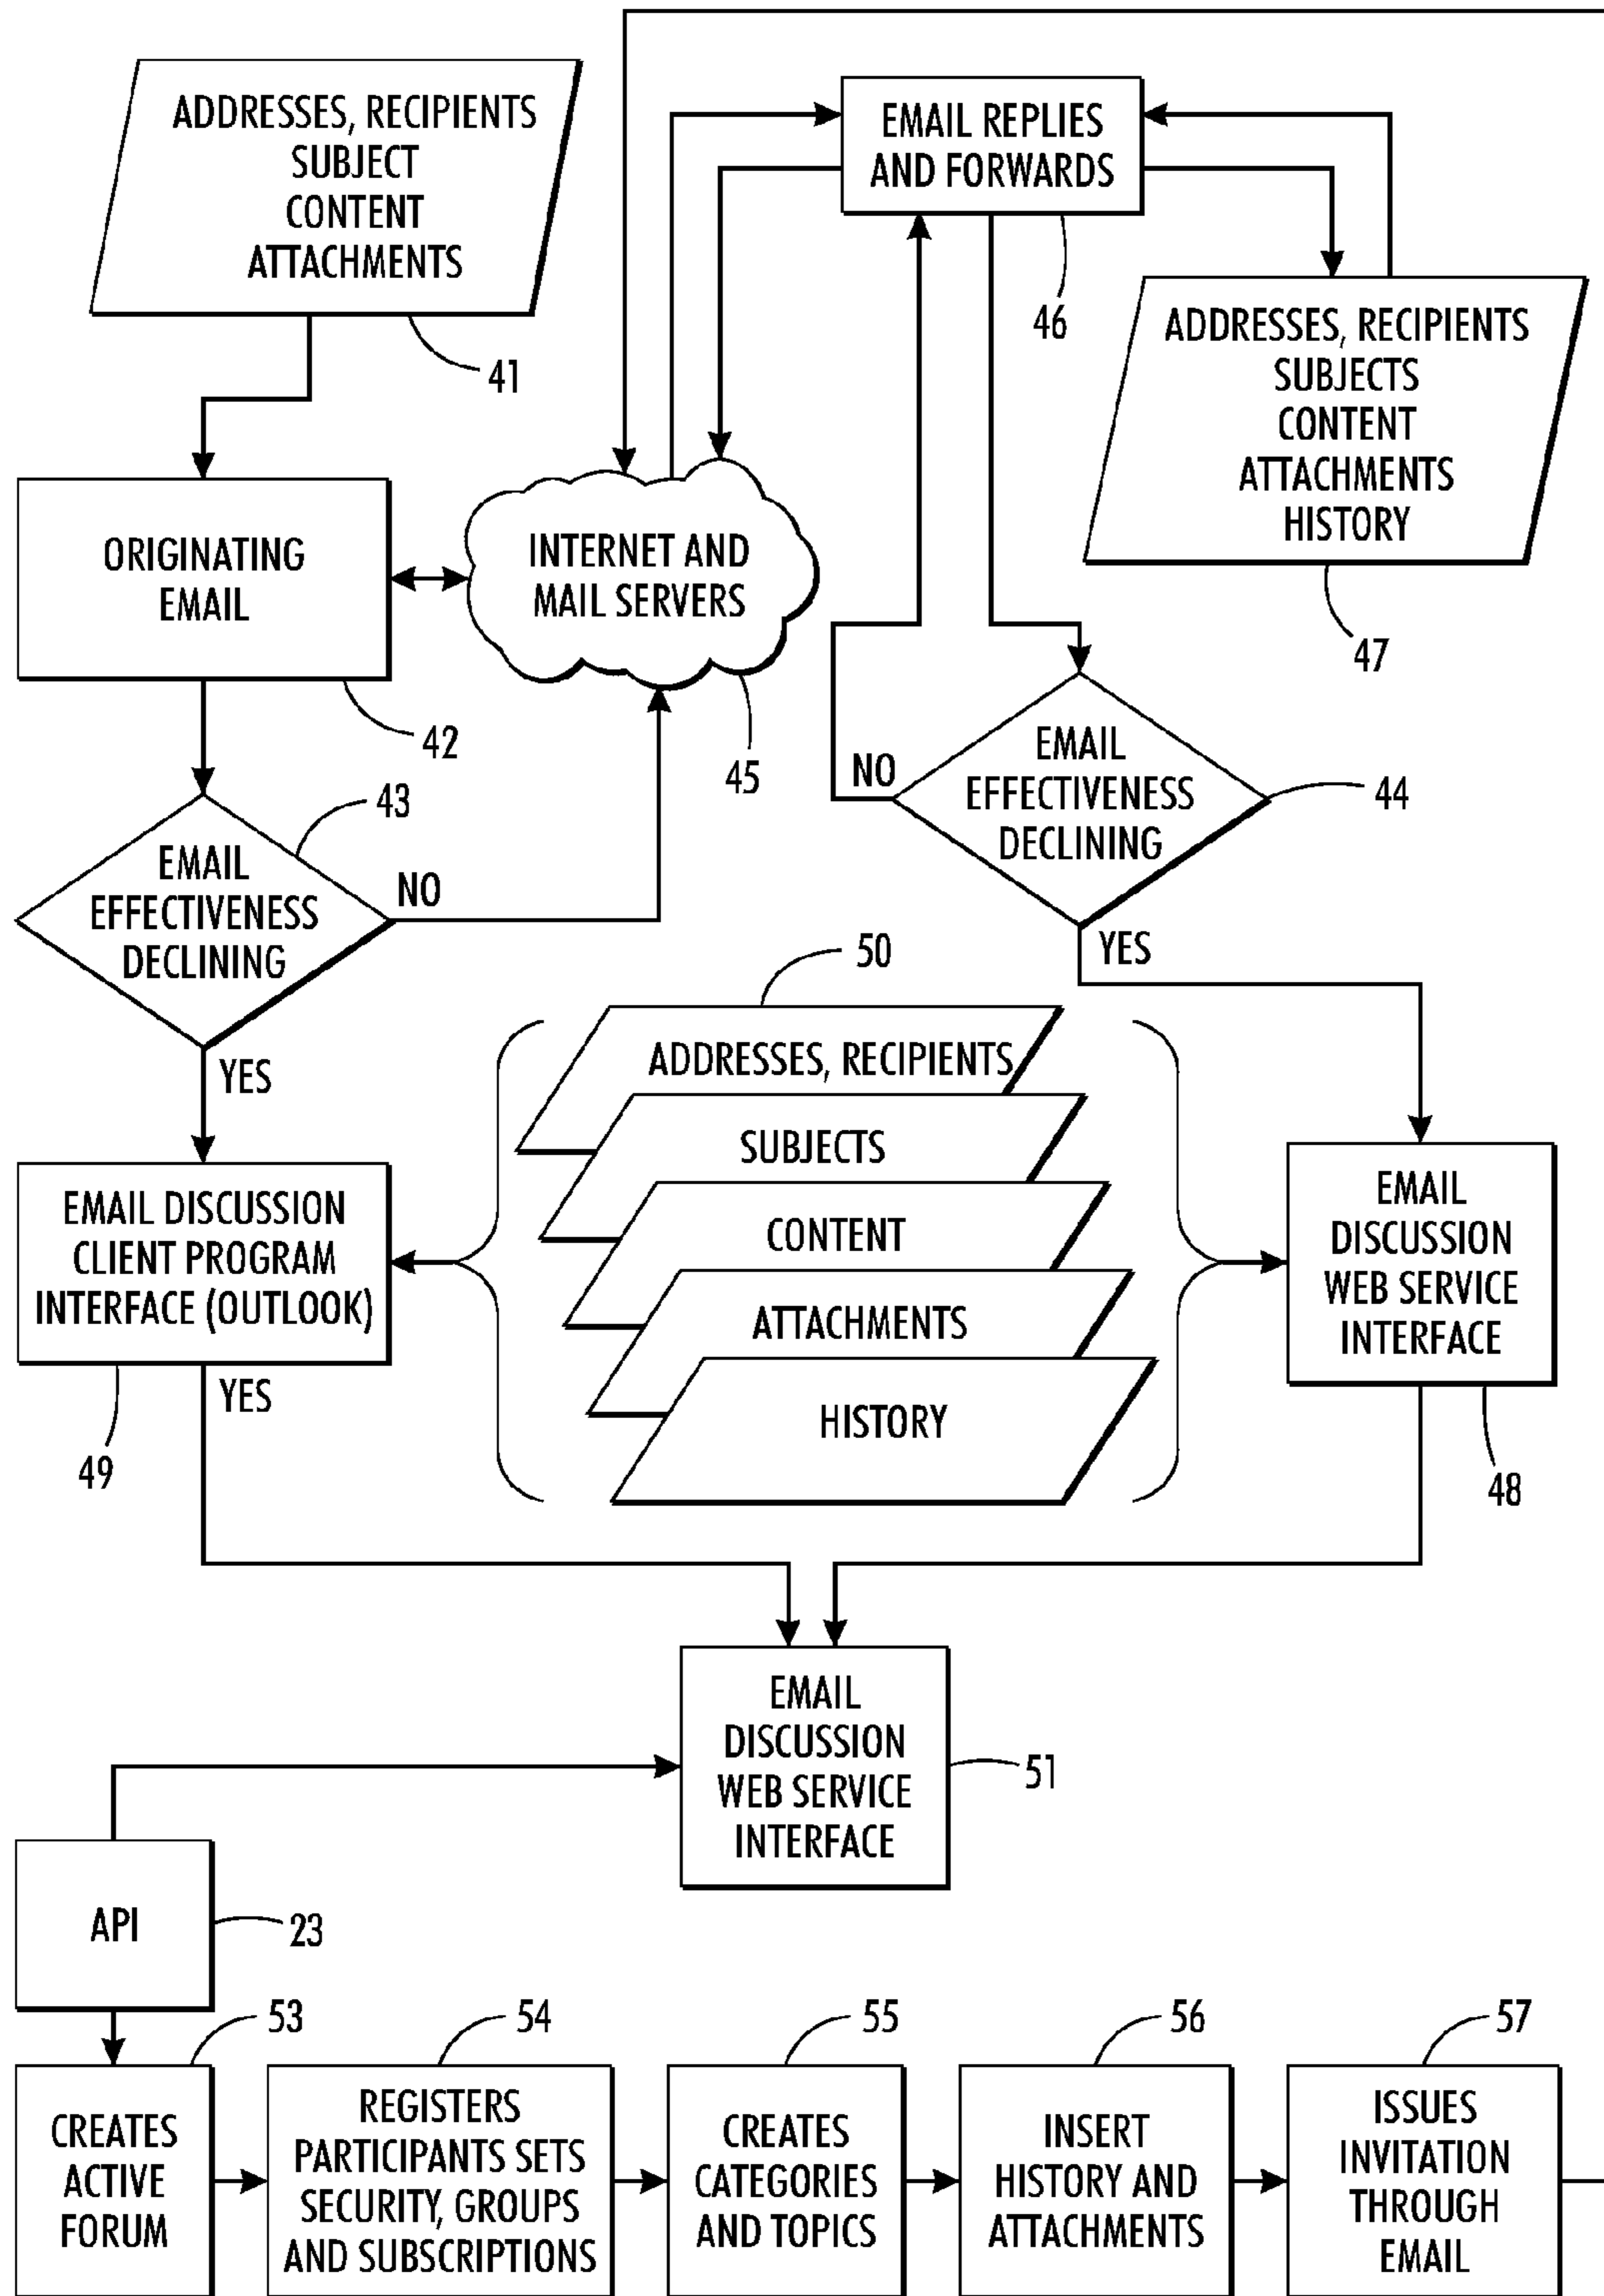 ADDRESSES, RECIPIENTS
SUBJECT
CONTENT
ATTACHMENTS
41
EMAIL REPLIES
AND FORWARDS
46
ADDRESSES, RECIPIENTS
SUBJECTS
CONTENT
ATTACHMENTS
HISTORY
47
ORIGINATING
EMAIL
42
INTERNET AND
MAIL SERVERS
45
EMAIL
EFFECTIVENESS
DECLINING
43
NO
YES
EMAIL
EFFECTIVENESS
DECLINING
44
NO
YES
50
ADDRESSES, RECIPIENTS
SUBJECTS
CONTENT
ATTACHMENTS
HISTORY
EMAIL DISCUSSION
CLIENT PROGRAM
INTERFACE (OUTLOOK)
49
YES
EMAIL
DISCUSSION
WEB SERVICE
INTERFACE
48
EMAIL
DISCUSSION
WEB SERVICE
INTERFACE
51
API
23
53
CREATES
ACTIVE
FORUM
54
REGISTERS
PARTICIPANTS SETS
SECURITY, GROUPS
AND SUBSCRIPTIONS
55
CREATES
CATEGORIES
AND TOPICS
56
INSERT
HISTORY AND
ATTACHMENTS
57
ISSUES
INVITATION
THROUGH
EMAIL